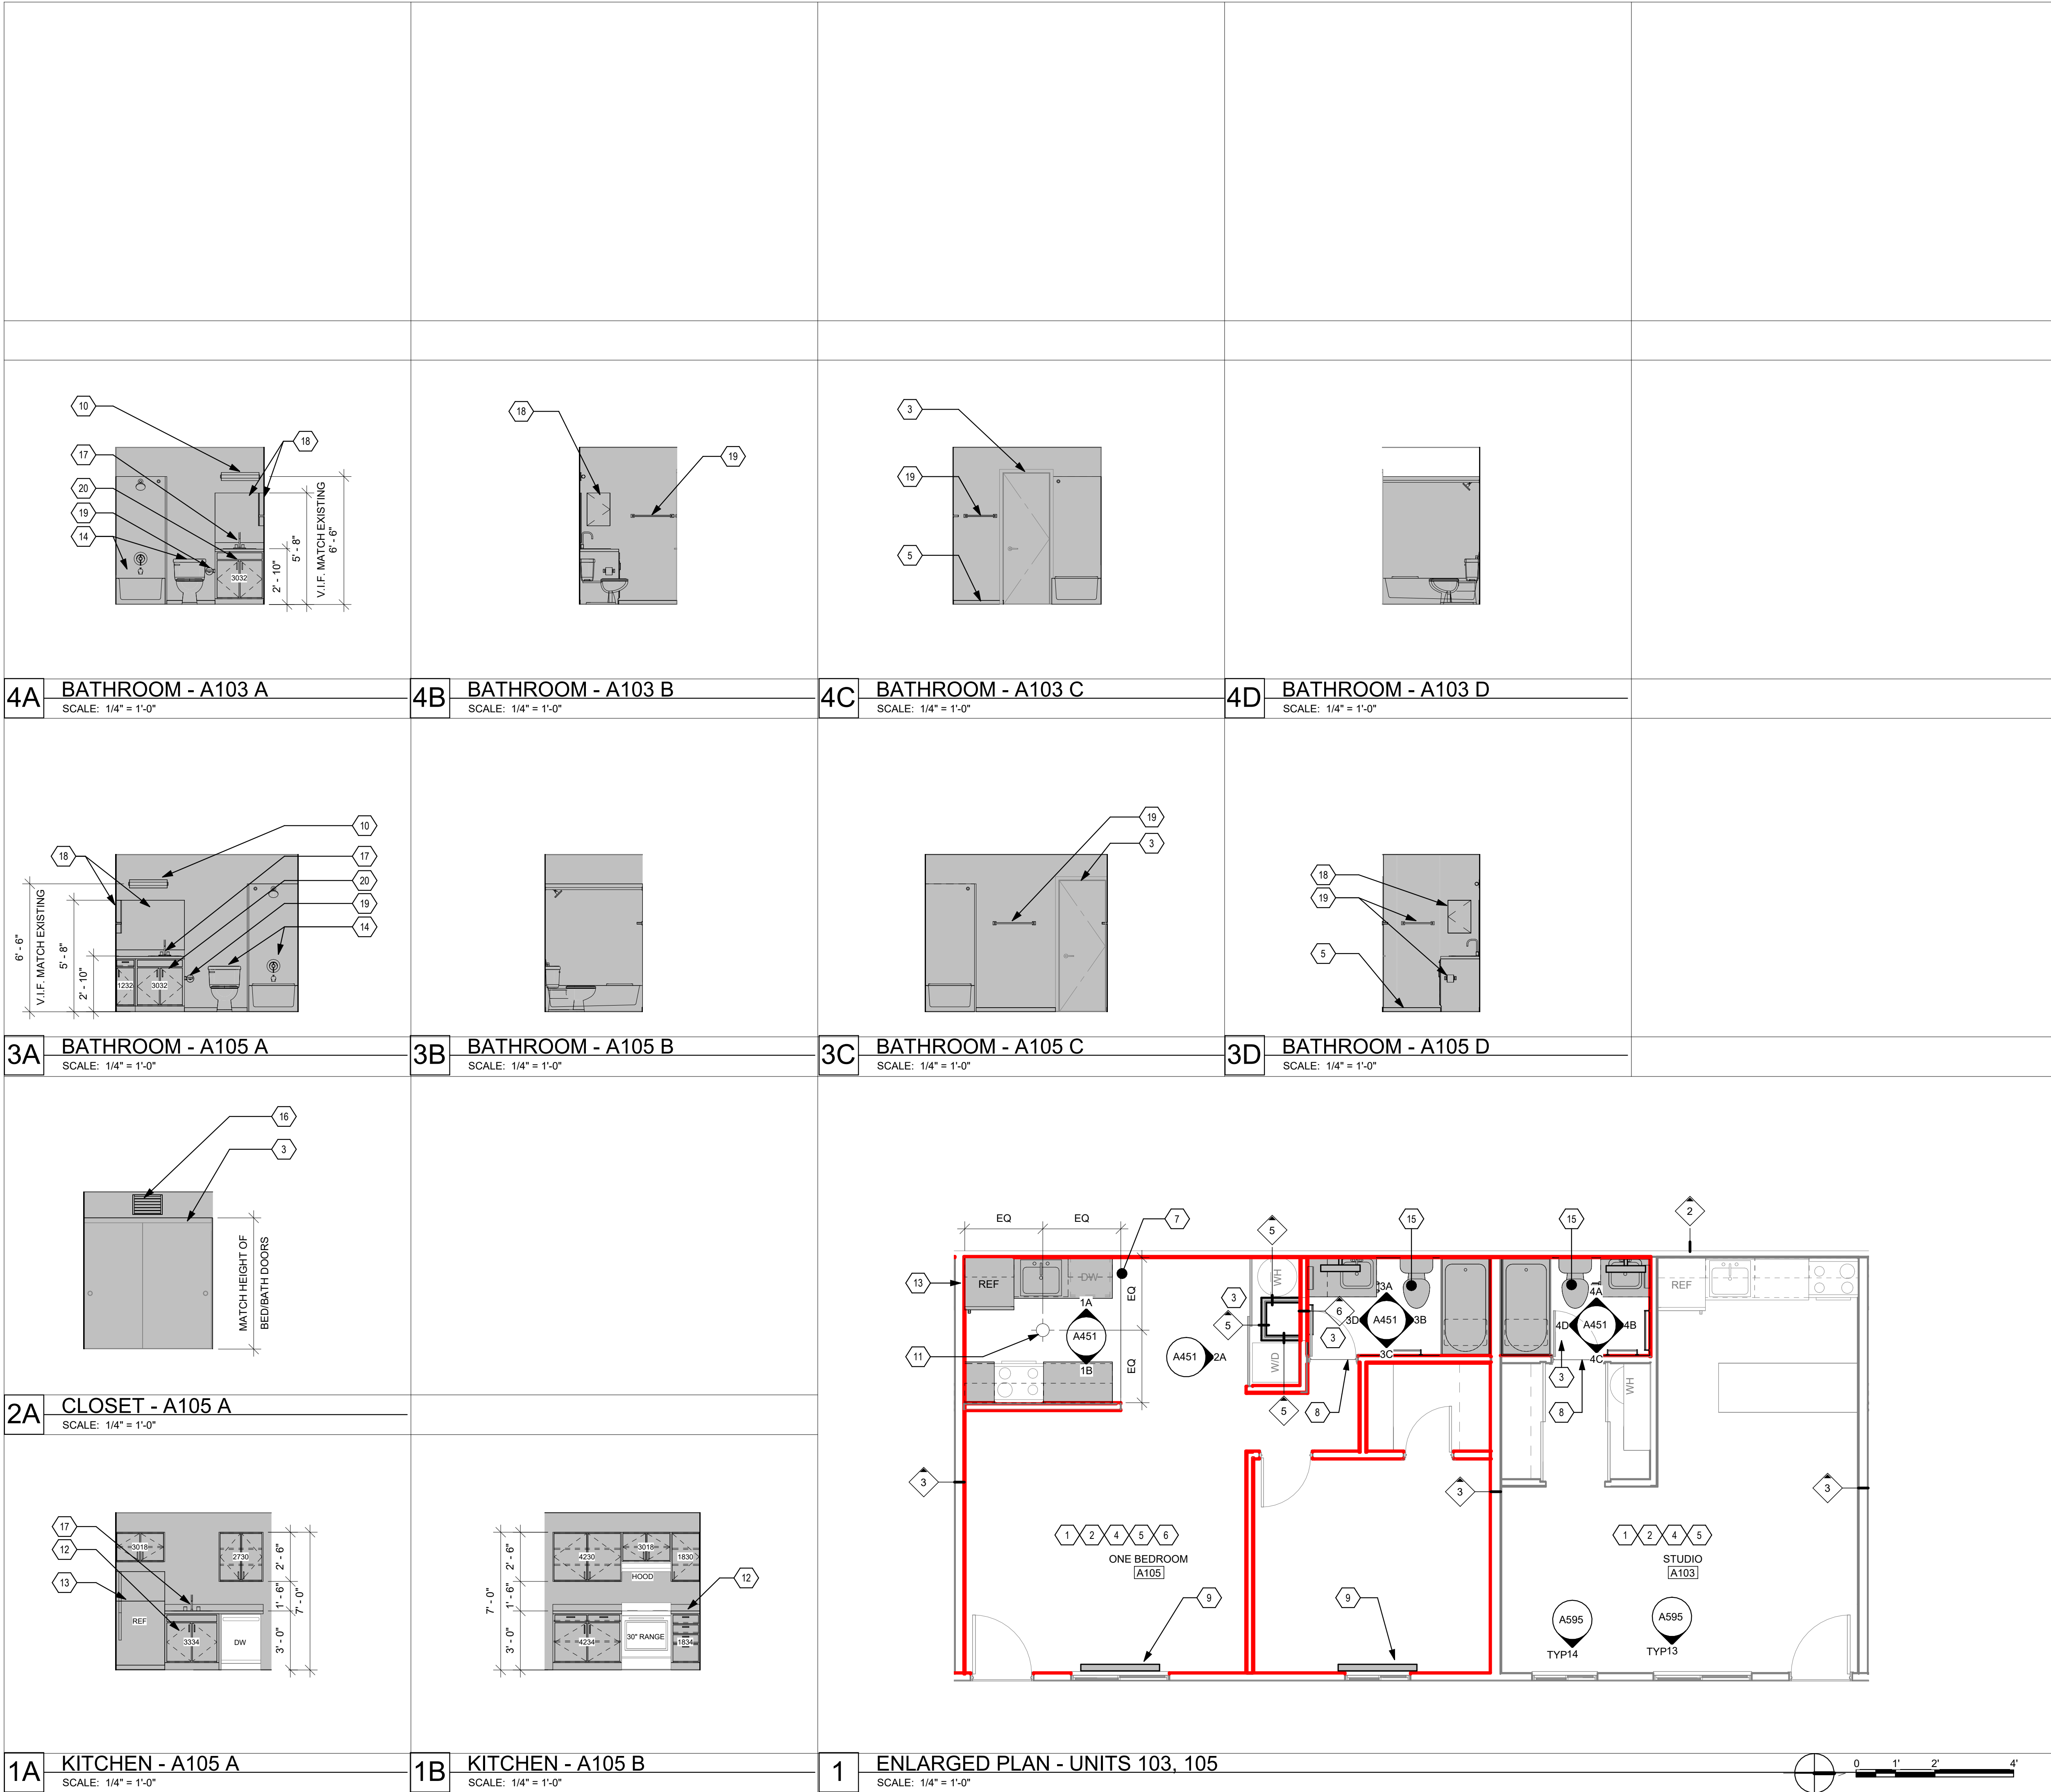 10
18
17
20
19
14
3032
2' - 10"
5' - 8"
V.I.F. MATCH EXISTING
6' - 6"
4A
BATHROOM - A103 A
SCALE: 1/4" = 1'-0"
18
19
4B
BATHROOM - A103 B
SCALE: 1/4" = 1'-0"
3
19
5
4C
BATHROOM - A103 C
SCALE: 1/4" = 1'-0"
4D
BATHROOM - A103 D
SCALE: 1/4" = 1'-0"
10
18
17
20
19
14
6' - 6"
V.I.F. MATCH EXISTING
5' - 8"
2' - 10"
1232
3032
3A
BATHROOM - A105 A
SCALE: 1/4" = 1'-0"
3B
BATHROOM - A105 B
SCALE: 1/4" = 1'-0"
19
3
3C
BATHROOM - A105 C
SCALE: 1/4" = 1'-0"
18
19
5
3D
BATHROOM - A105 D
SCALE: 1/4" = 1'-0"
16
3
MATCH HEIGHT OF
BED/BATH DOORS
2A
CLOSET - A105 A
SCALE: 1/4" = 1'-0"
17
12
13
3018
2730
REF
3334
DW
2' - 6"
1' - 6"
3' - 0"
7' - 0"
1A
KITCHEN - A105 A
SCALE: 1/4" = 1'-0"
7' - 0"
2' - 6"
1' - 6"
3' - 0"
4230
3018
1830
HOOD
12
4234
30" RANGE
1834
1B
KITCHEN - A105 B
SCALE: 1/4" = 1'-0"
EQ
EQ
7
5
15
15
2
13
REF
DW
WH
EQ
EQ
3
5
6
3
11
1A
A451
1B
A451
2A
W/D
3A
3D
A451
3B
3C
4A
4D
A451
4B
4C
REF
3
WH
5
8
8
3
3
3
1 2 4 5 6
ONE BEDROOM
A105
1 2 4 5
STUDIO
A103
9
9
A595
TYP14
A595
TYP13
1
ENLARGED PLAN - UNITS 103, 105
SCALE: 1/4" = 1'-0"
0 1' 2' 4'